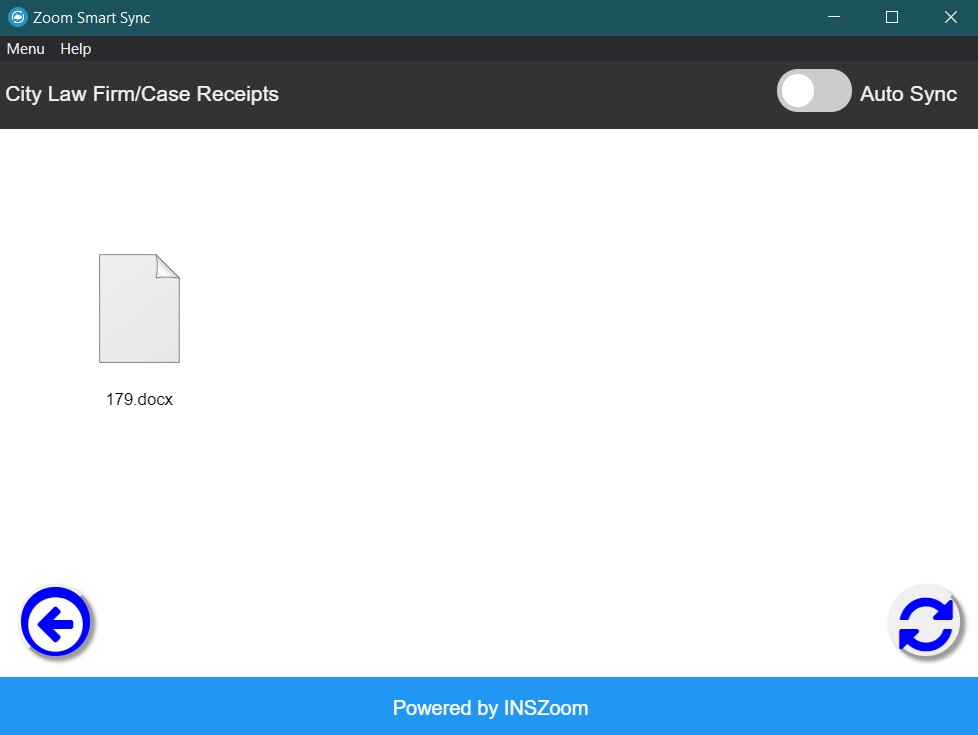 Zoom Smart Sync
Menu Help
City Law Firm/Case Receipts Auto Sync
179.docx
Powered by INSZoom